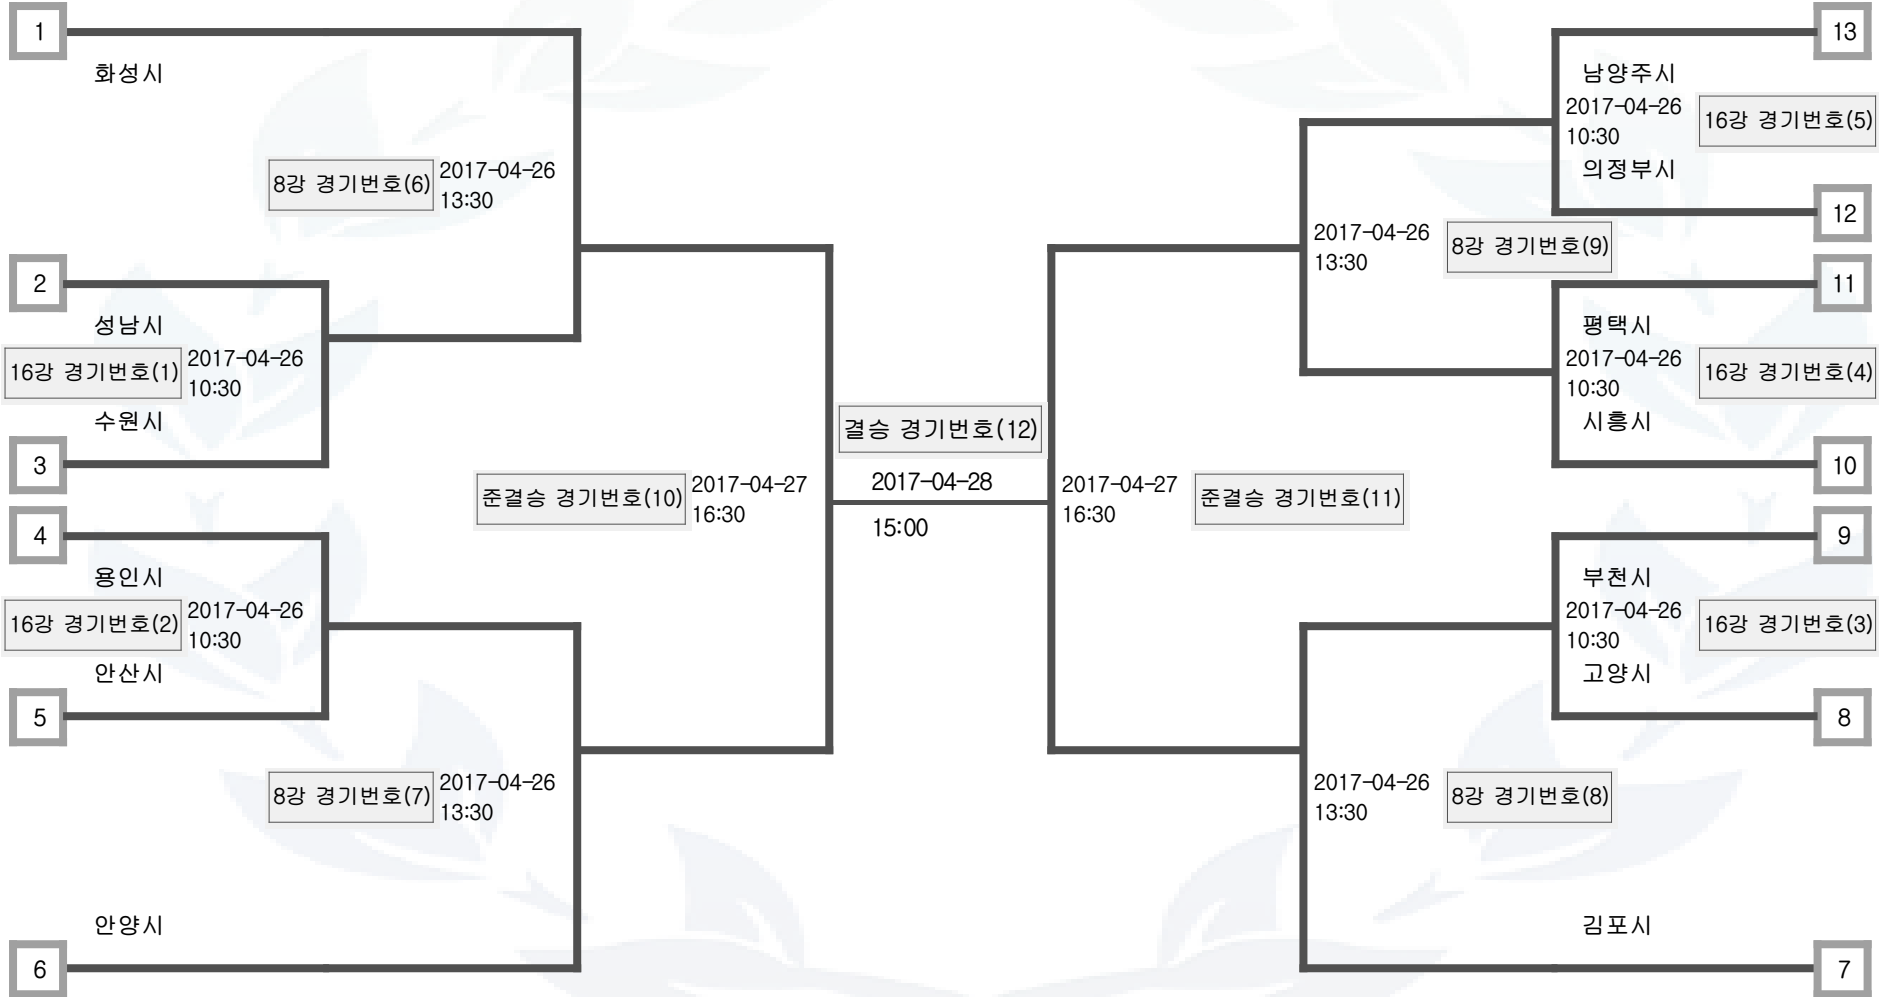 1
화성시
8강 경기번호(6)
2017-04-26
13:30
2
성남시
16강 경기번호(1)
2017-04-26
10:30
수원시
3
4
용인시
16강 경기번호(2)
2017-04-26
10:30
안산시
5
8강 경기번호(7)
2017-04-26
13:30
안양시
6
준결승 경기번호(10)
2017-04-27
16:30
결승 경기번호(12)
2017-04-28
15:00
2017-04-27
16:30
준결승 경기번호(11)
13
남양주시
2017-04-26
10:30
16강 경기번호(5)
의정부시
12
2017-04-26
13:30
8강 경기번호(9)
11
평택시
2017-04-26
10:30
16강 경기번호(4)
시흥시
10
9
부천시
2017-04-26
10:30
16강 경기번호(3)
고양시
8
2017-04-26
13:30
8강 경기번호(8)
김포시
7